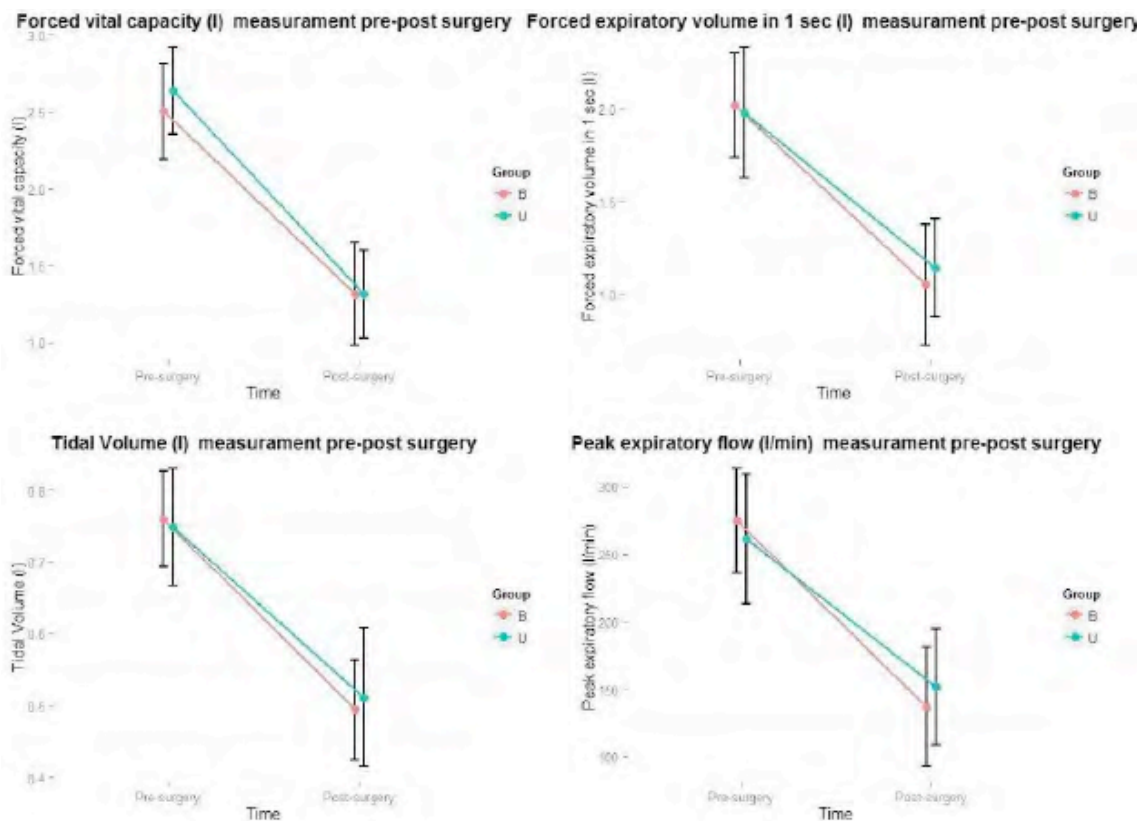 Forced vital capacity (l) measurament pre-post surgery
Forced vital capacity (l)
3.0
2.5
2.0
1.5
1.0
Pre-surgery
Post-surgery
Time
Group
B
U
Forced expiratory volume in 1 sec (l) measurament pre-post surgery
Forced expiratory volume in 1 sec (l)
2.0
1.5
1.0
Pre-surgery
Post-surgery
Time
Group
B
U
Tidal Volume (l) measurament pre-post surgery
Tidal Volume (l)
0.8
0.7
0.6
0.5
0.4
Pre-surgery
Post-surgery
Time
Group
B
U
Peak expiratory flow (l/min) measurament pre-post surgery
Peak expiratory flow (l/min)
300
250
200
150
100
Pre-surgery
Post-surgery
Time
Group
B
U